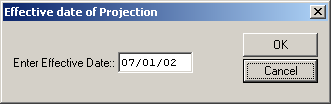 Effective date of Projection
OK
Enter Effective Date:: 07/01/02
Cancel